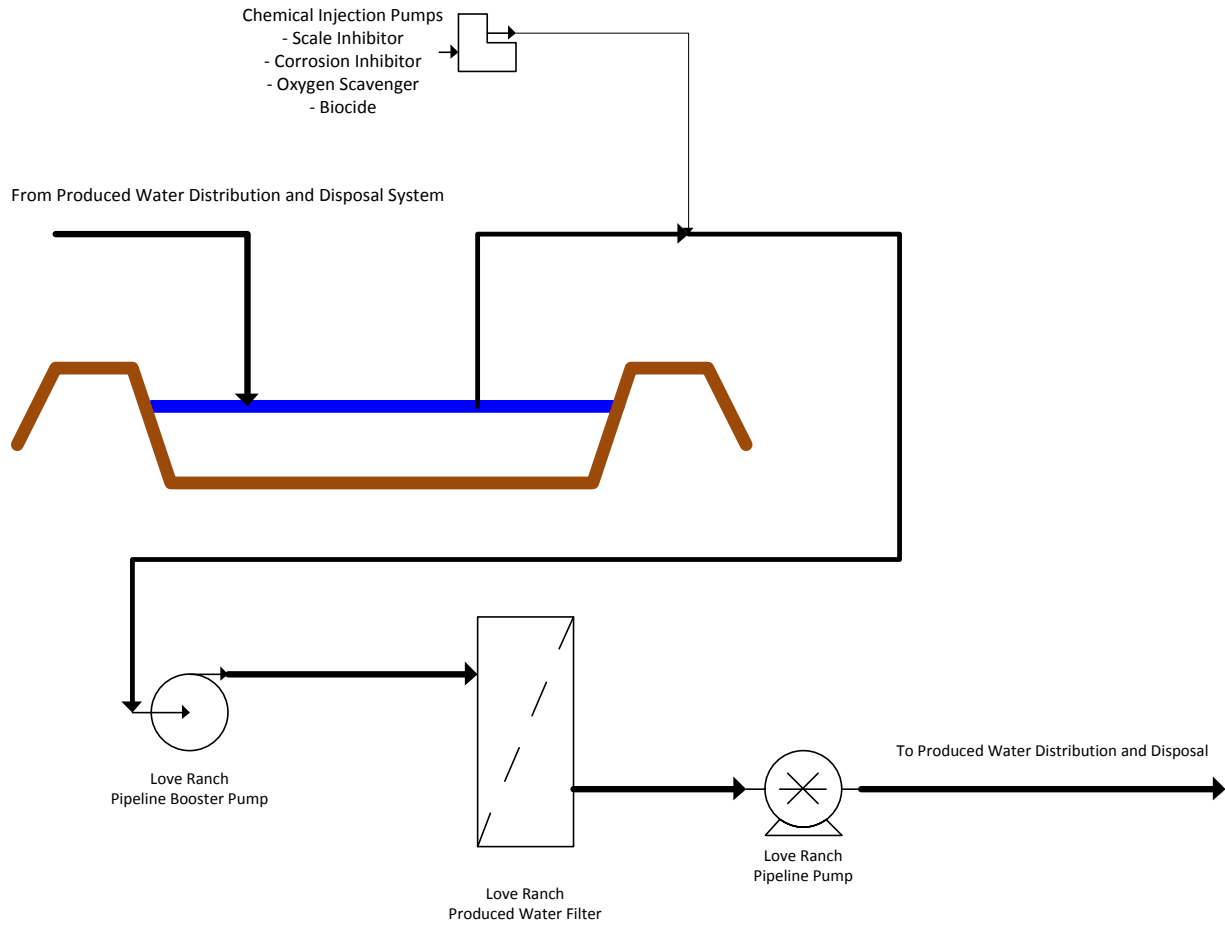 Chemical Injection Pumps
- Scale Inhibitor
- Corrosion Inhibitor
- Oxygen Scavenger
- Biocide
From Produced Water Distribution and Disposal System
Love Ranch
Pipeline Booster Pump
To Produced Water Distribution and Disposal
Love Ranch
Pipeline Pump
Love Ranch
Produced Water Filter